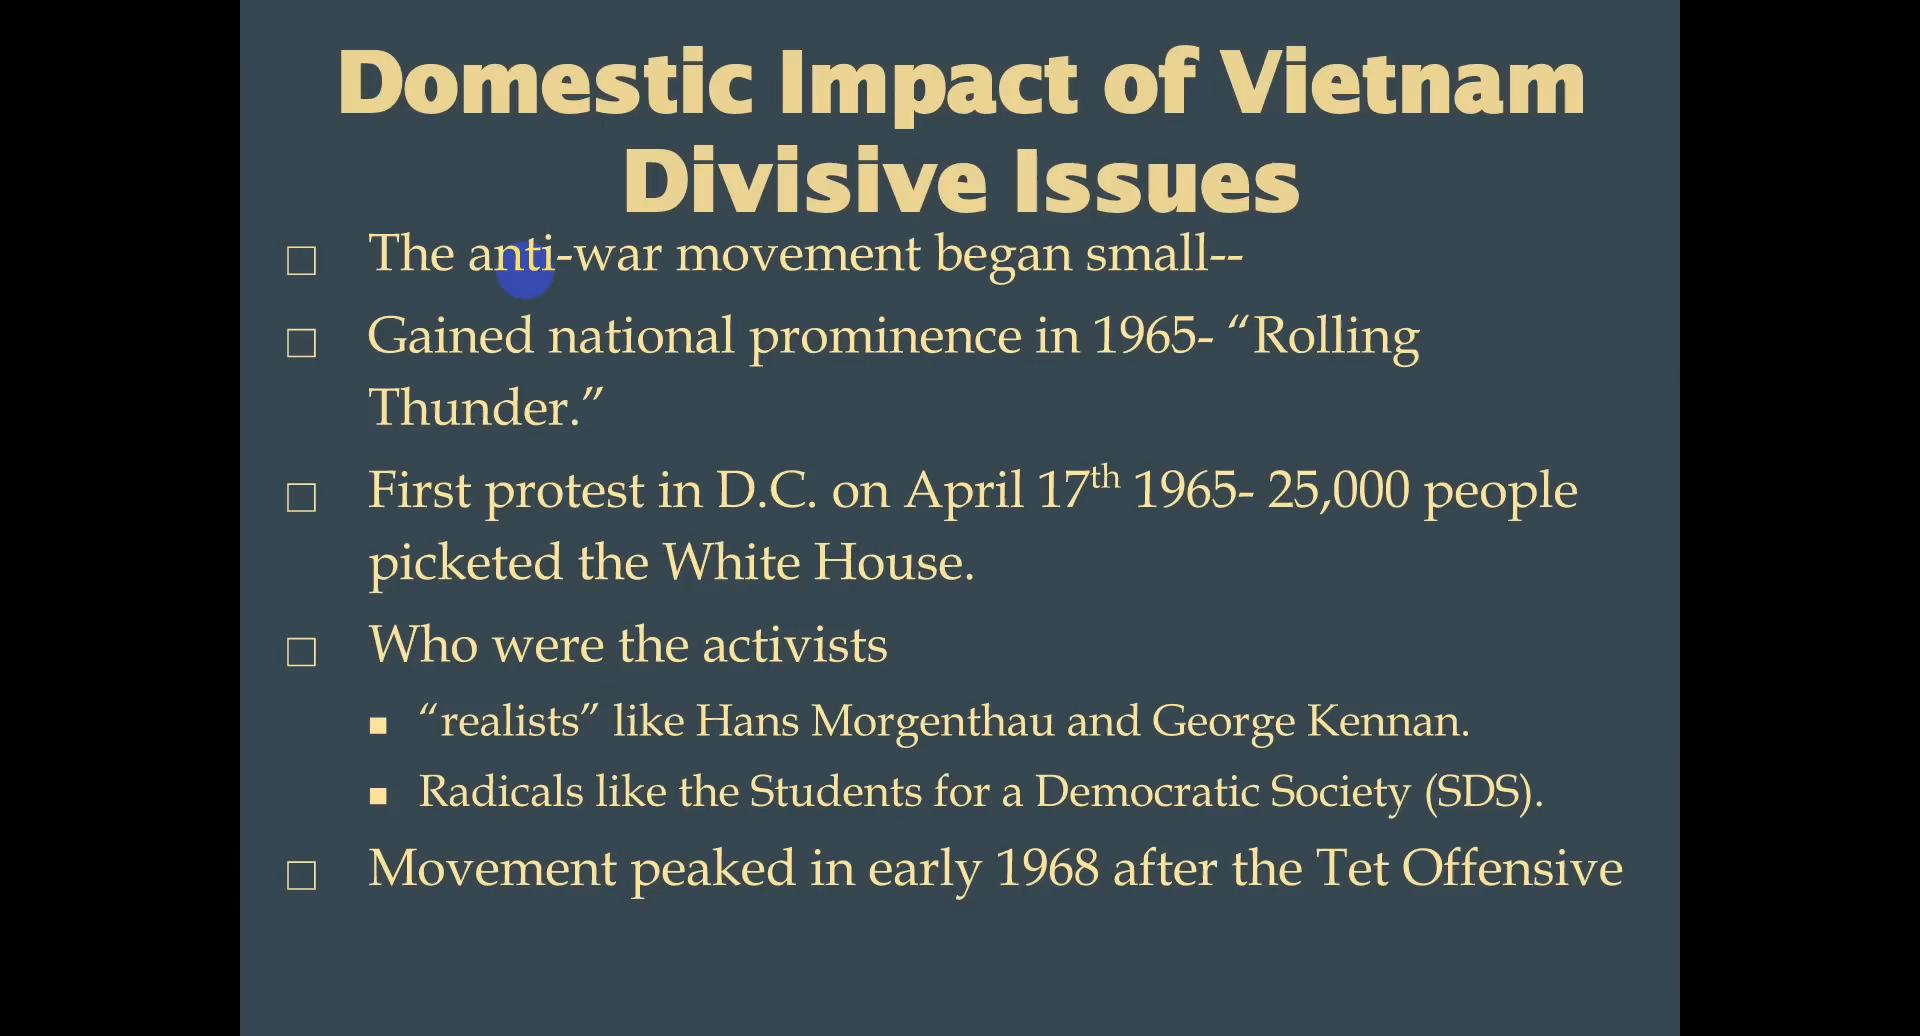 Domestic Impact of Vietnam
Divisive Issues
The anti-war movement began small--
Gained national prominence in 1965- “Rolling
Thunder.”
First protest in D.C. on April 17th 1965- 25,000 people
picketed the White House.
Who were the activists
“realists” like Hans Morgenthau and George Kennan.
Radicals like the Students for a Democratic Society (SDS).
Movement peaked in early 1968 after the Tet Offensive